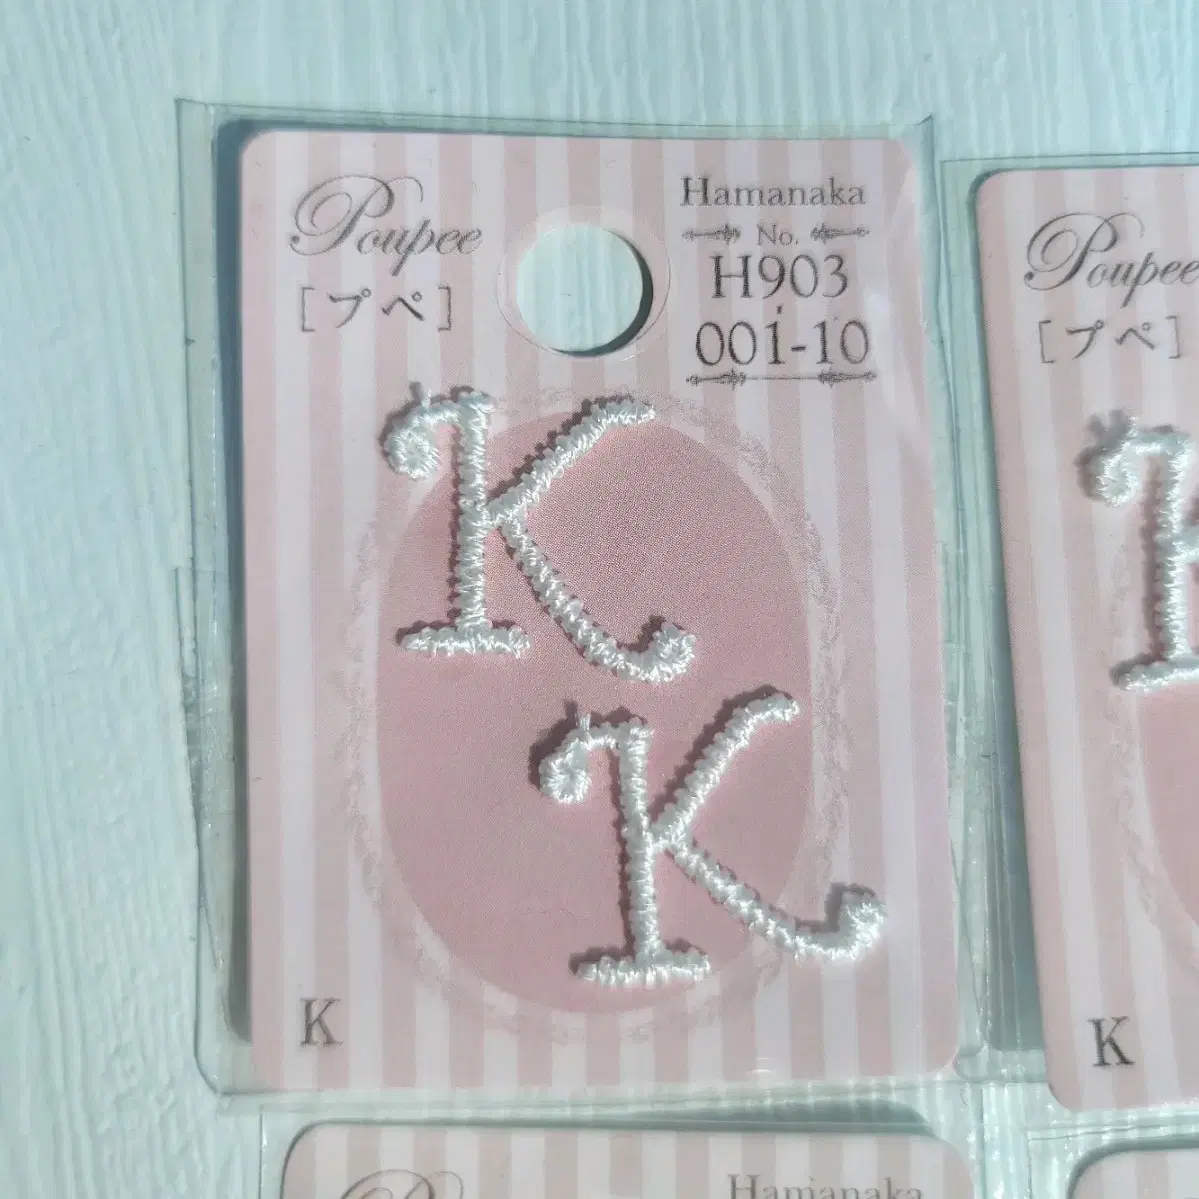 Poupee
[プペ]
Hamanaka
No.
H903
001-10
K
K
K
Poupee
[プペ]
K
K
Hamanaka